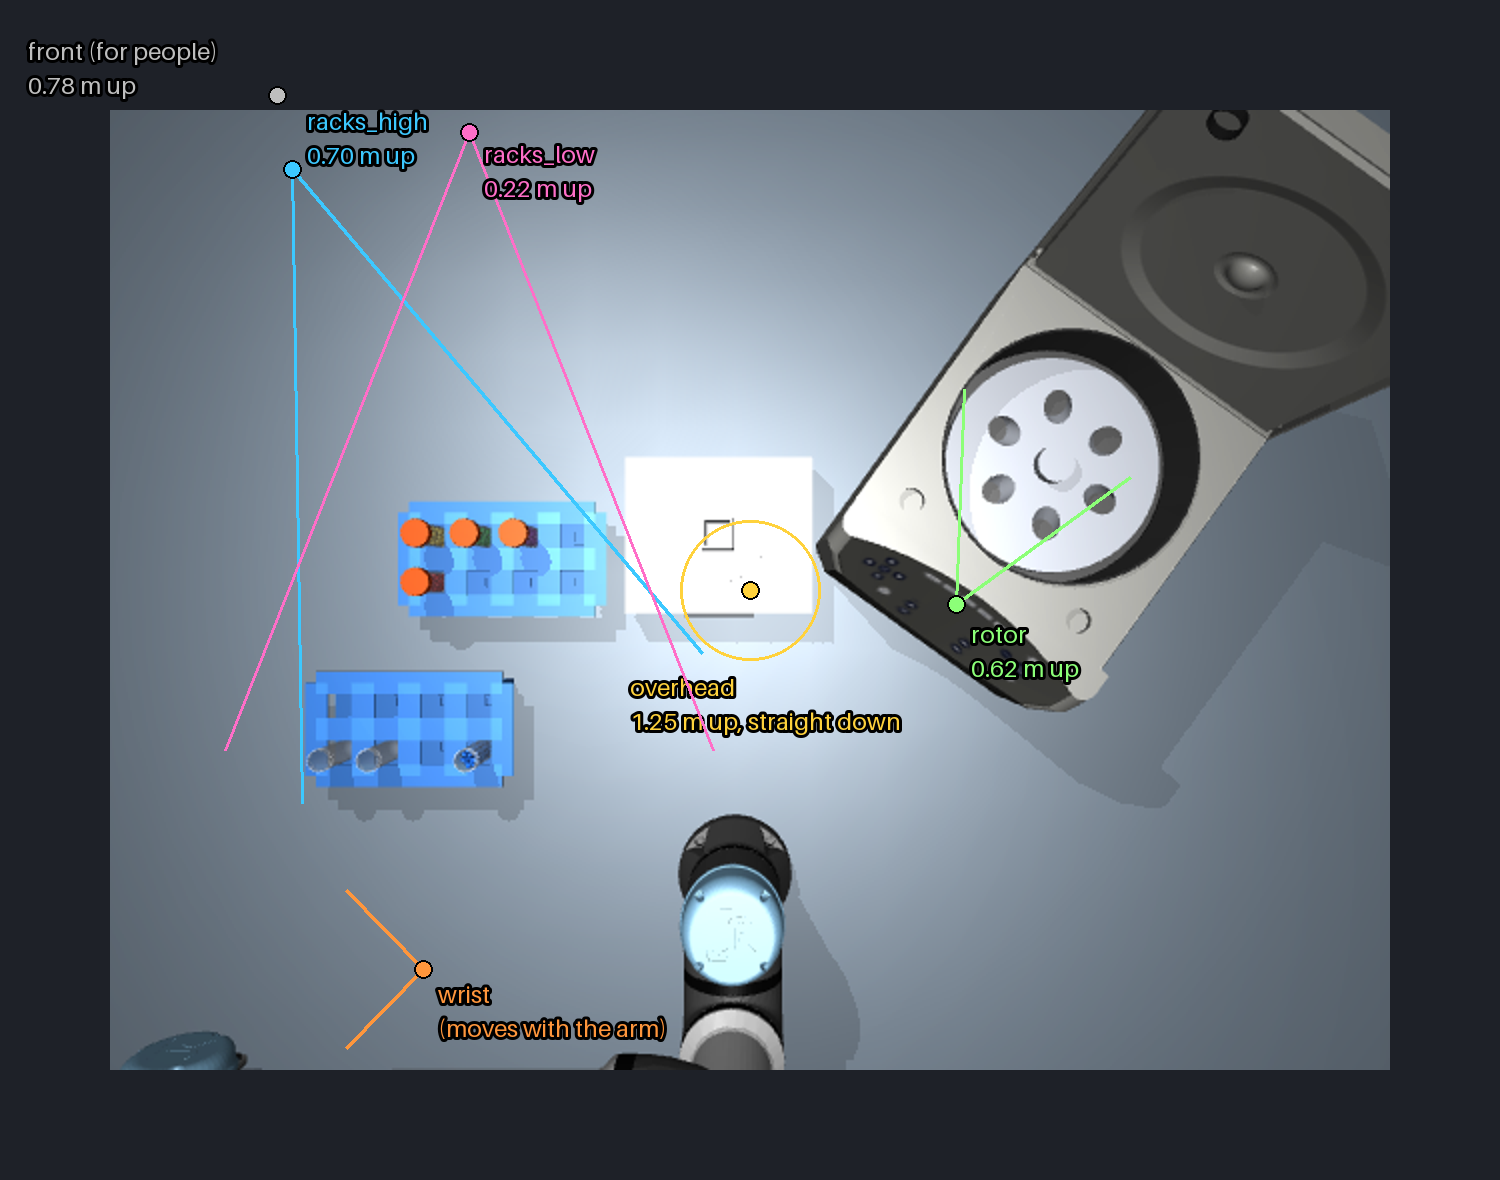 front (for people)
0.78 m up
racks_high
0.70 m up
racks_low
0.22 m up
rotor
0.62 m up
overhead
1.25 m up, straight down
wrist
(moves with the arm)